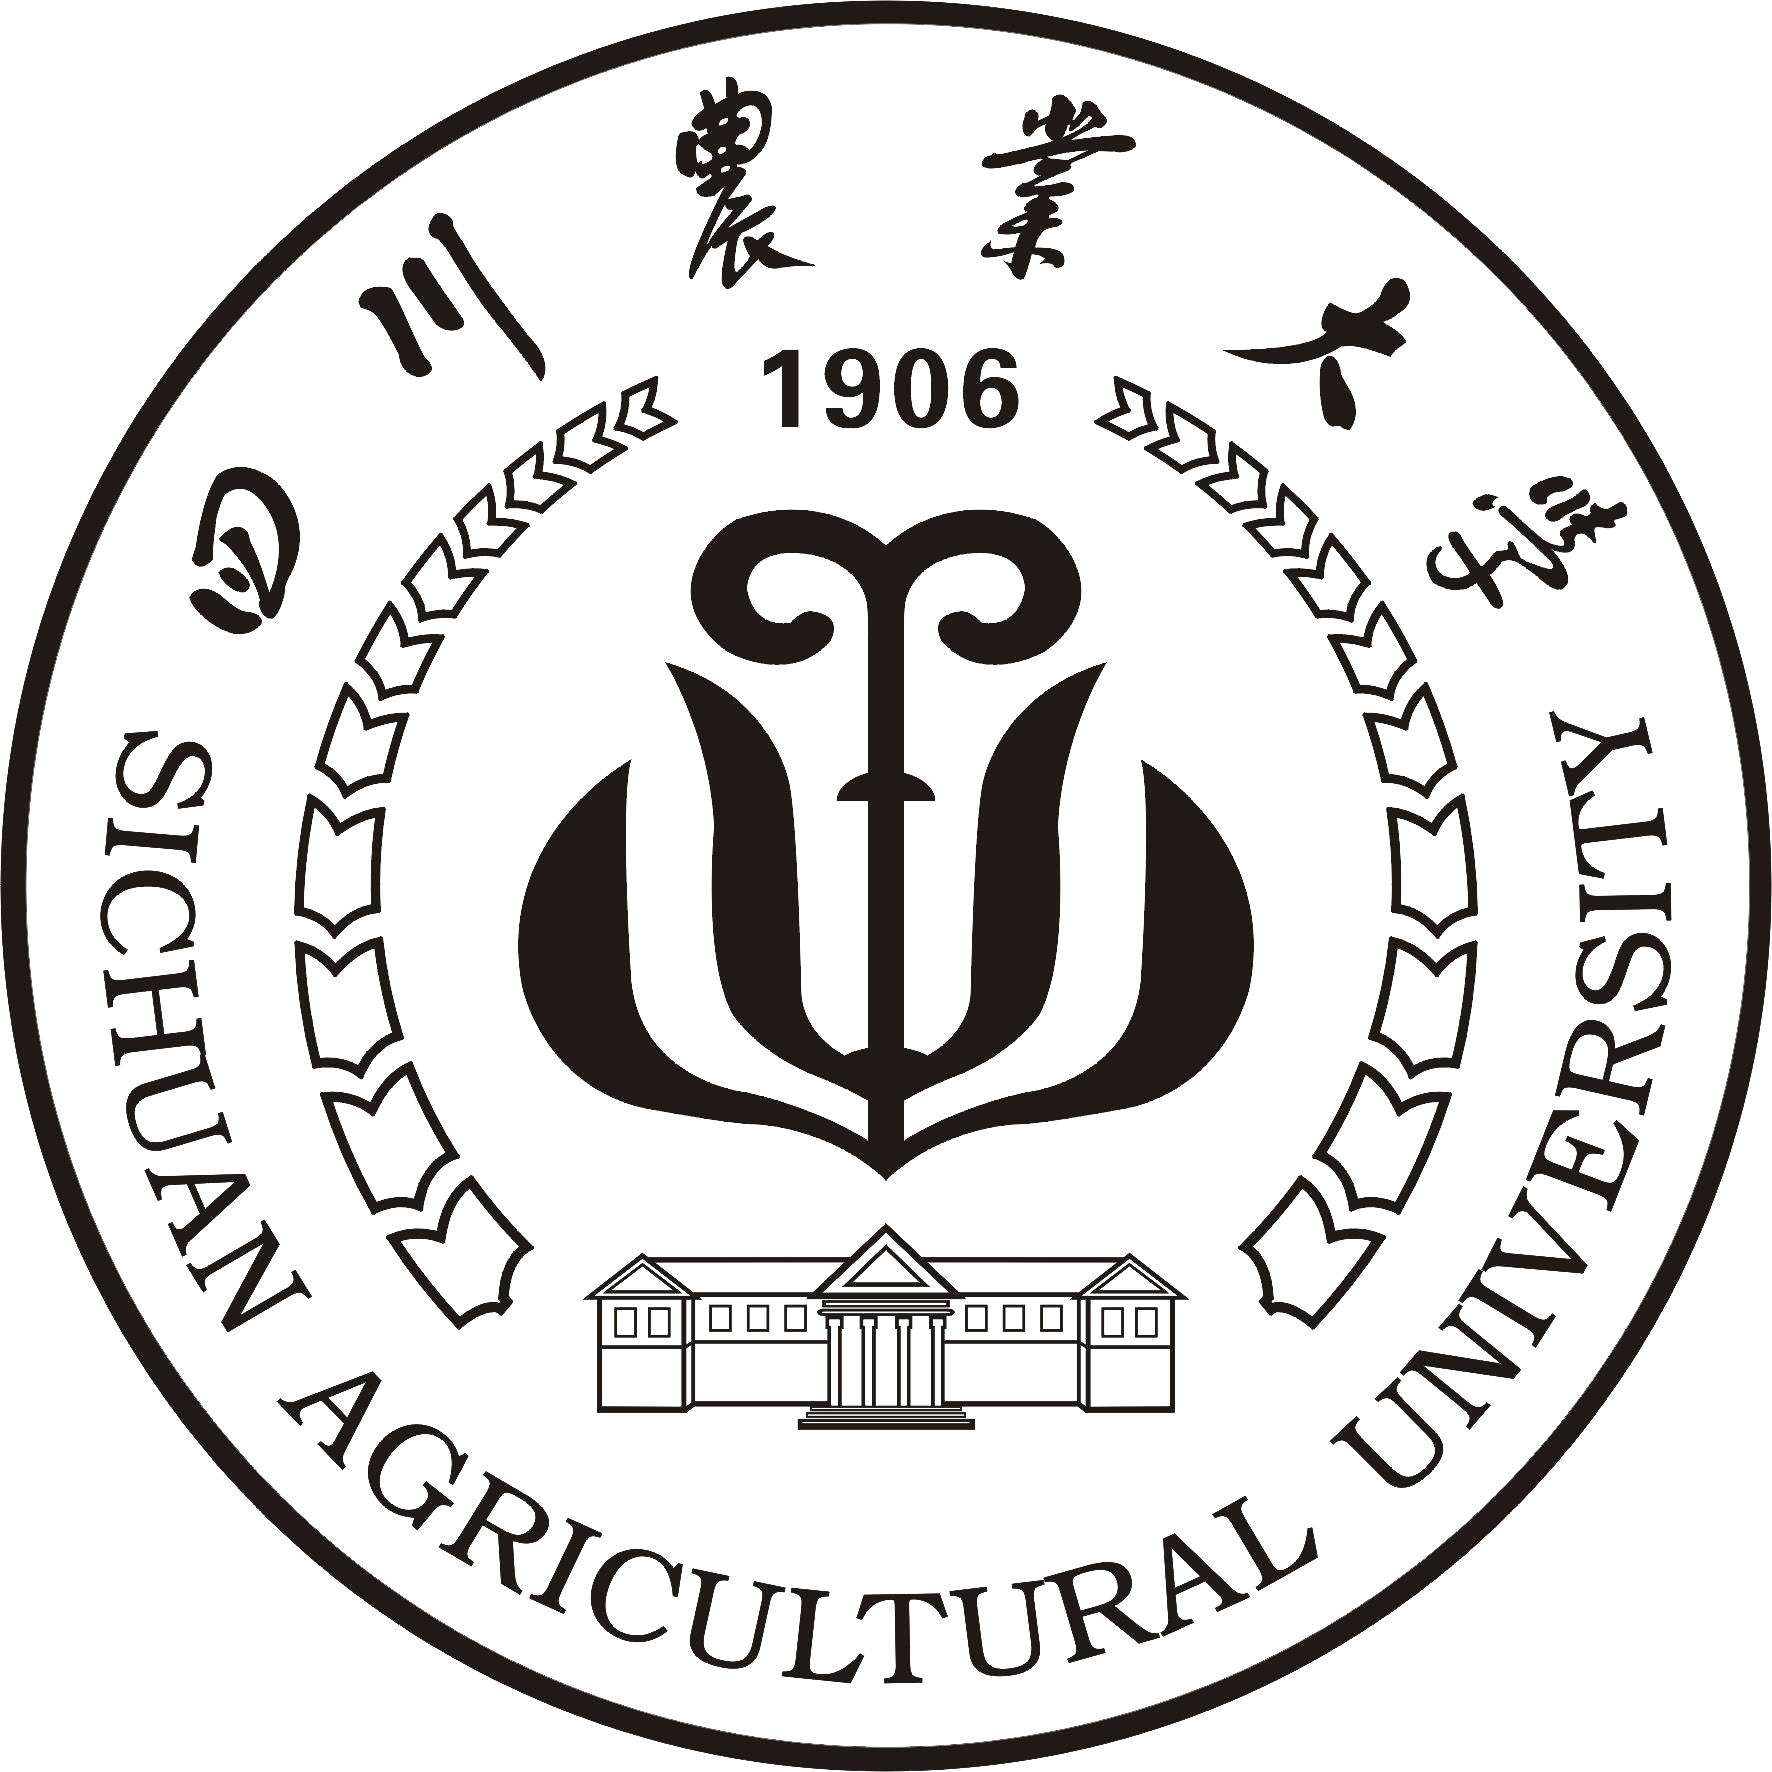 四川農業大學
1906
SICHUAN AGRICULTURAL UNIVERSITY